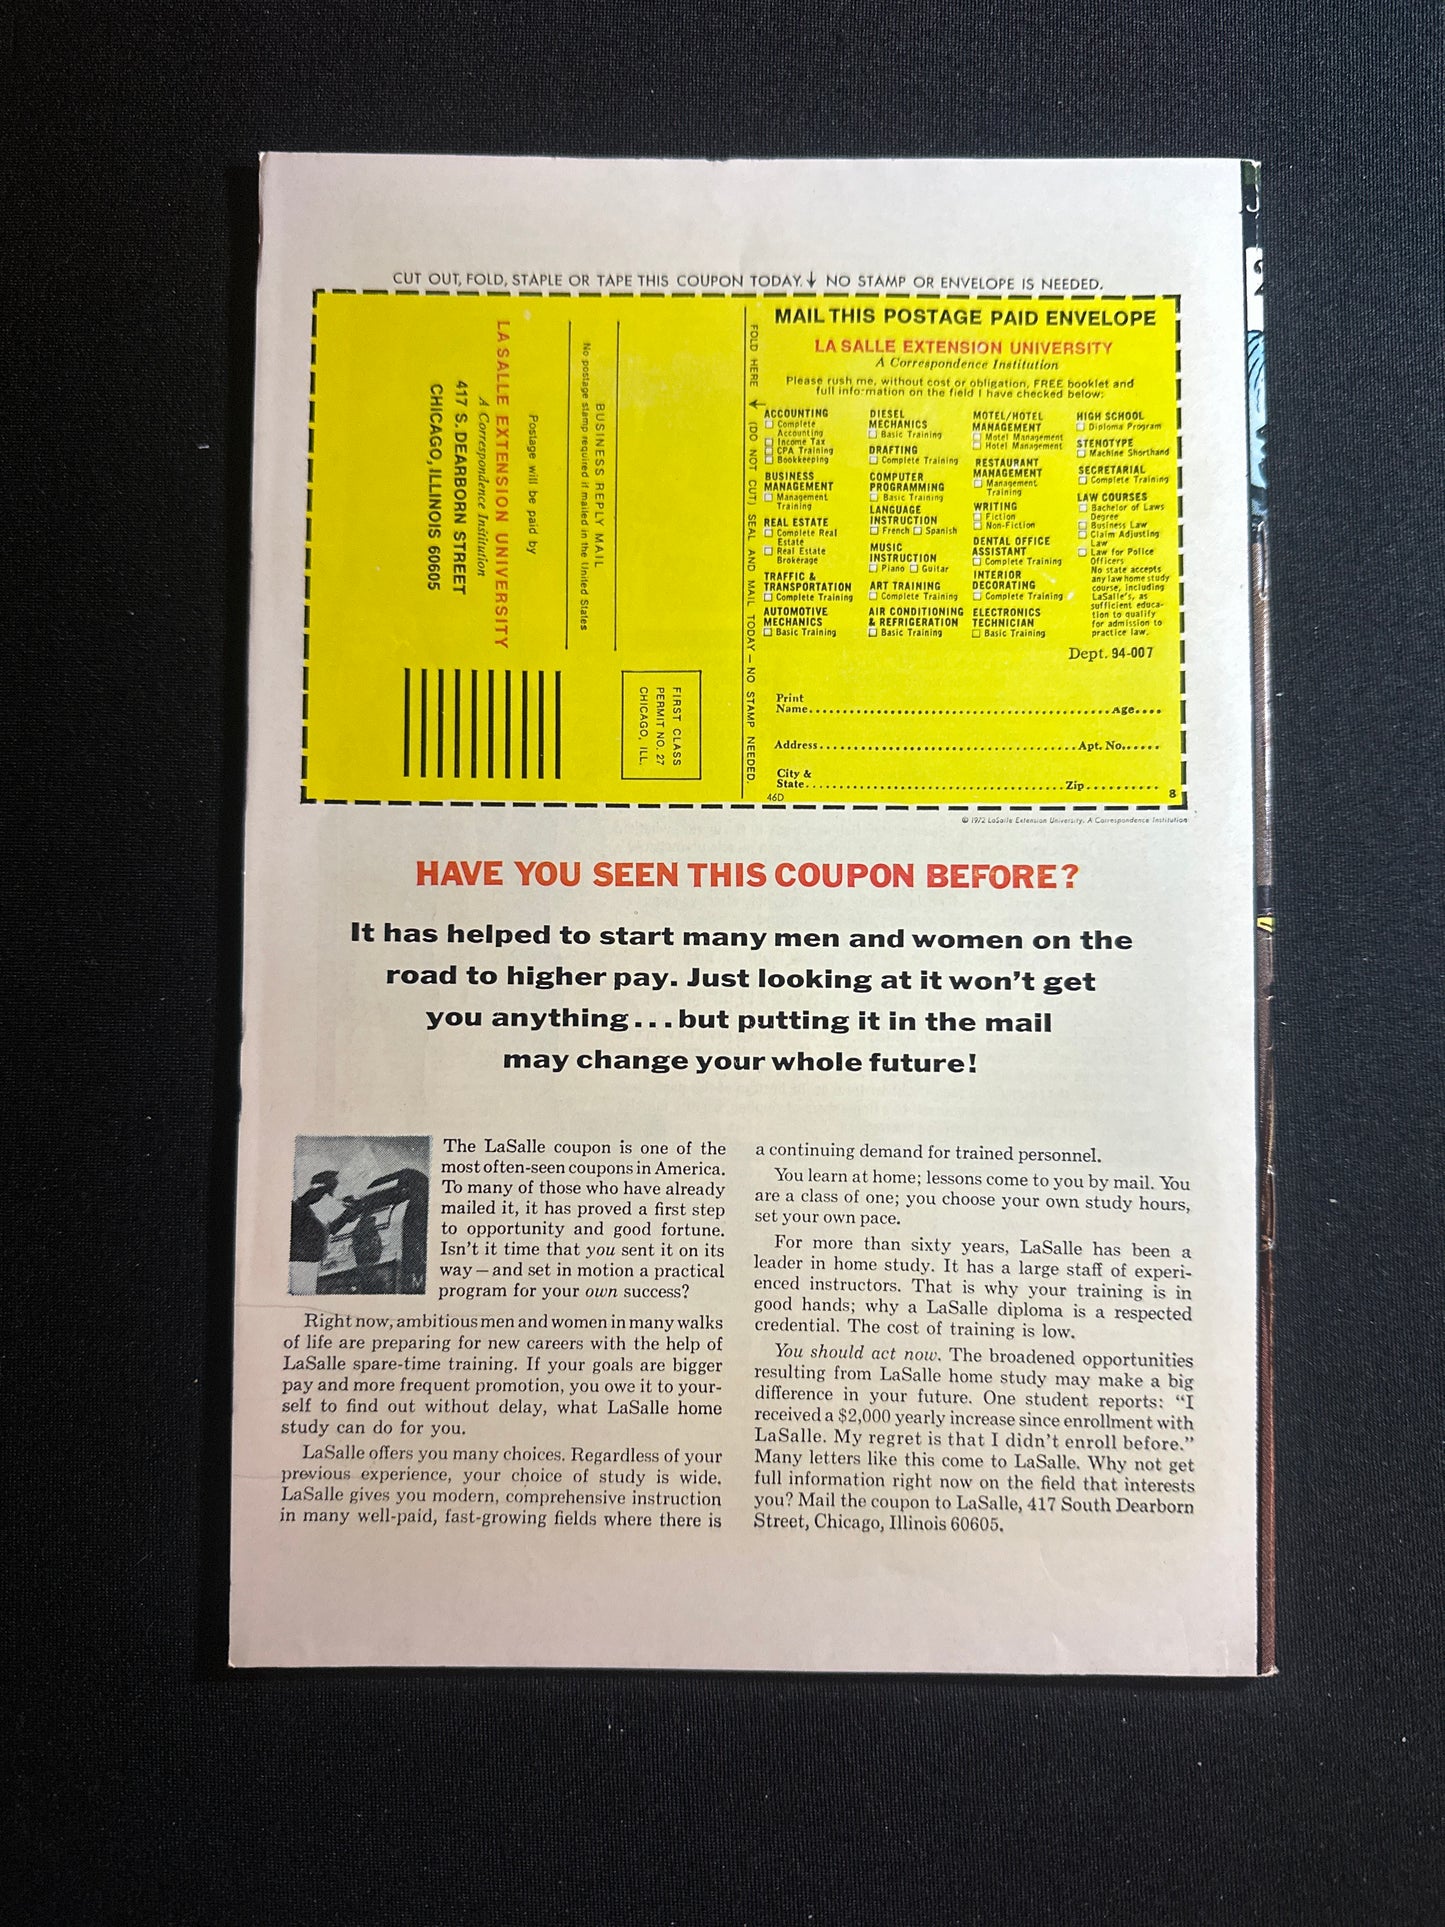 CUT OUT, FOLD, STAPLE OR TAPE THIS COUPON TODAY. ↓ NO STAMP OR ENVELOPE IS NEEDED.
LA SALLE EXTENSION UNIVERSITY
A Correspondence Institution
417 S. DEARBORN STREET
CHICAGO, ILLINOIS 60605
Postage will be paid by
No postage stamp required if mailed in the United States
BUSINESS REPLY MAIL
FIRST CLASS
PERMIT NO. 27
CHICAGO, ILL.
FOLD HERE ↓ (DO NOT CUT) SEAL AND MAIL TODAY — NO STAMP NEEDED.
MAIL THIS POSTAGE PAID ENVELOPE
LA SALLE EXTENSION UNIVERSITY
A Correspondence Institution
Please rush me, without cost or obligation, FREE booklet and
full information on the field I have checked below:
ACCOUNTING
☐ Complete
Accounting
☐ Income Tax
☐ CPA Training
☐ Bookkeeping
BUSINESS
MANAGEMENT
☐ Management
Training
REAL ESTATE
☐ Complete Real
Estate
☐ Real Estate
Brokerage
TRAFFIC &
TRANSPORTATION
☐ Complete Training
AUTOMOTIVE
MECHANICS
☐ Basic Training
DIESEL
MECHANICS
☐ Basic Training
DRAFTING
☐ Complete Training
COMPUTER
PROGRAMMING
☐ Basic Training
LANGUAGE
INSTRUCTION
☐ French ☐ Spanish
MUSIC
INSTRUCTION
☐ Piano ☐ Guitar
ART TRAINING
☐ Complete Training
AIR CONDITIONING
& REFRIGERATION
☐ Basic Training
MOTEL/HOTEL
MANAGEMENT
☐ Motel Management
☐ Hotel Management
RESTAURANT
MANAGEMENT
☐ Management
Training
WRITING
☐ Fiction
☐ Non-Fiction
DENTAL OFFICE
ASSISTANT
☐ Complete Training
INTERIOR
DECORATING
☐ Complete Training
ELECTRONICS
TECHNICIAN
☐ Basic Training
HIGH SCHOOL
☐ Diploma Program
STENOTYPE
☐ Machine Shorthand
SECRETARIAL
☐ Complete Training
LAW COURSES
☐ Bachelor of Laws
Degree
☐ Business Law
☐ Claim Adjusting
Law
☐ Law for Police
Officers
No state accepts
any law home study
course, including
LaSalle's, as
sufficient educa-
tion to qualify
for admission to
practice law.
Dept. 94-007
Print
Name........ Age....
Address........ Apt. No......
City &
State........ Zip........
46D
8
© 1972 LaSalle Extension University. A Correspondence Institution
HAVE YOU SEEN THIS COUPON BEFORE?
It has helped to start many men and women on the
road to higher pay. Just looking at it won't get
you anything...but putting it in the mail
may change your whole future!
The LaSalle coupon is one of the
most often-seen coupons in America.
To many of those who have already
mailed it, it has proved a first step
to opportunity and good fortune.
Isn't it time that you sent it on its
way—and set in motion a practical
program for your own success?
Right now, ambitious men and women in many walks
of life are preparing for new careers with the help of
LaSalle spare-time training. If your goals are bigger
pay and more frequent promotion, you owe it to your-
self to find out without delay, what LaSalle home
study can do for you.
LaSalle offers you many choices. Regardless of your
previous experience, your choice of study is wide.
LaSalle gives you modern, comprehensive instruction
in many well-paid, fast-growing fields where there is
a continuing demand for trained personnel.
You learn at home; lessons come to you by mail. You
are a class of one; you choose your own study hours,
set your own pace.
For more than sixty years, LaSalle has been a
leader in home study. It has a large staff of experi-
enced instructors. That is why your training is in
good hands; why a LaSalle diploma is a respected
credential. The cost of training is low.
You should act now. The broadened opportunities
resulting from LaSalle home study may make a big
difference in your future. One student reports: "I
received a $2,000 yearly increase since enrollment with
LaSalle. My regret is that I didn't enroll before."
Many letters like this come to LaSalle. Why not get
full information right now on the field that interests
you? Mail the coupon to LaSalle, 417 South Dearborn
Street, Chicago, Illinois 60605.